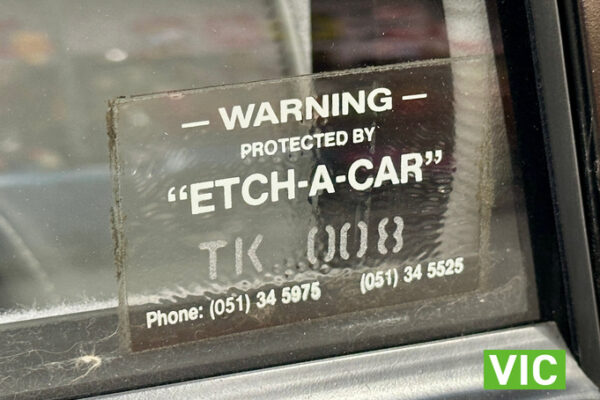 — WARNING —
PROTECTED BY
“ETCH-A-CAR”
TK 008
Phone: (051) 34 5975 (051) 34 5525
VIC